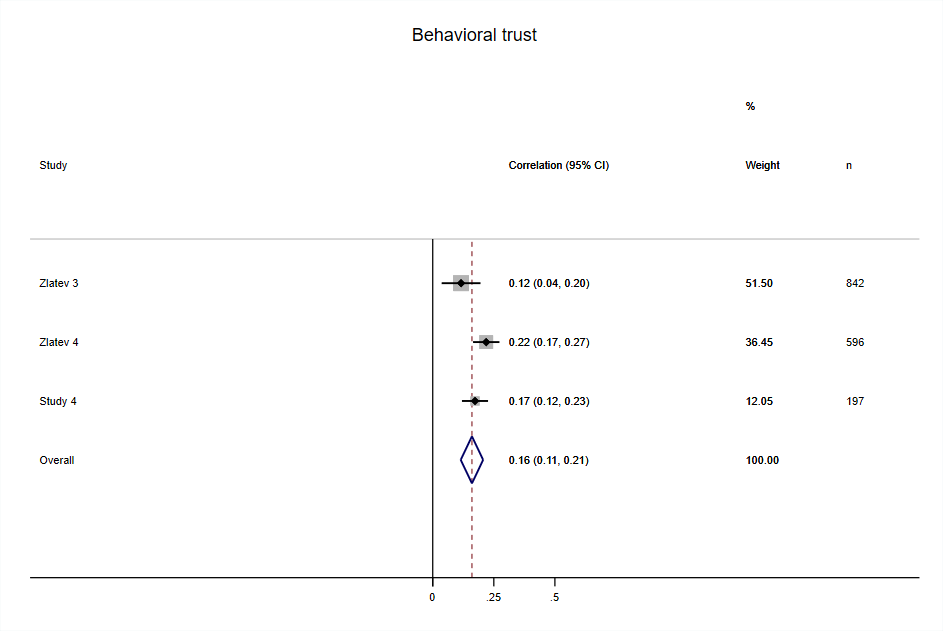 Behavioral trust
%
Study Correlation (95% CI) Weight n
Zlatev 3 0.12 (0.04, 0.20) 51.50 842
Zlatev 4 0.22 (0.17, 0.27) 36.45 596
Study 4 0.17 (0.12, 0.23) 12.05 197
Overall 0.16 (0.11, 0.21) 100.00
0 .25 .5